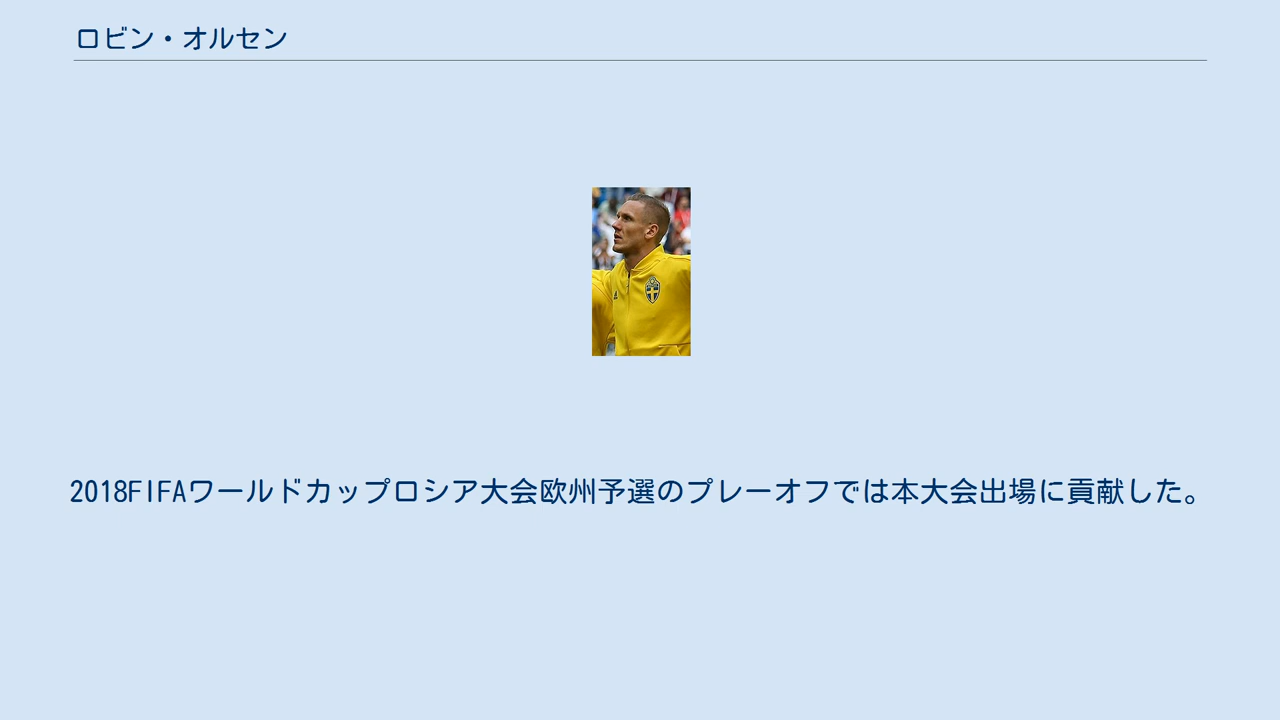 ロビン・オルセン
2018FIFAワールドカップロシア大会欧州予選のプレーオフでは本大会出場に貢献した。